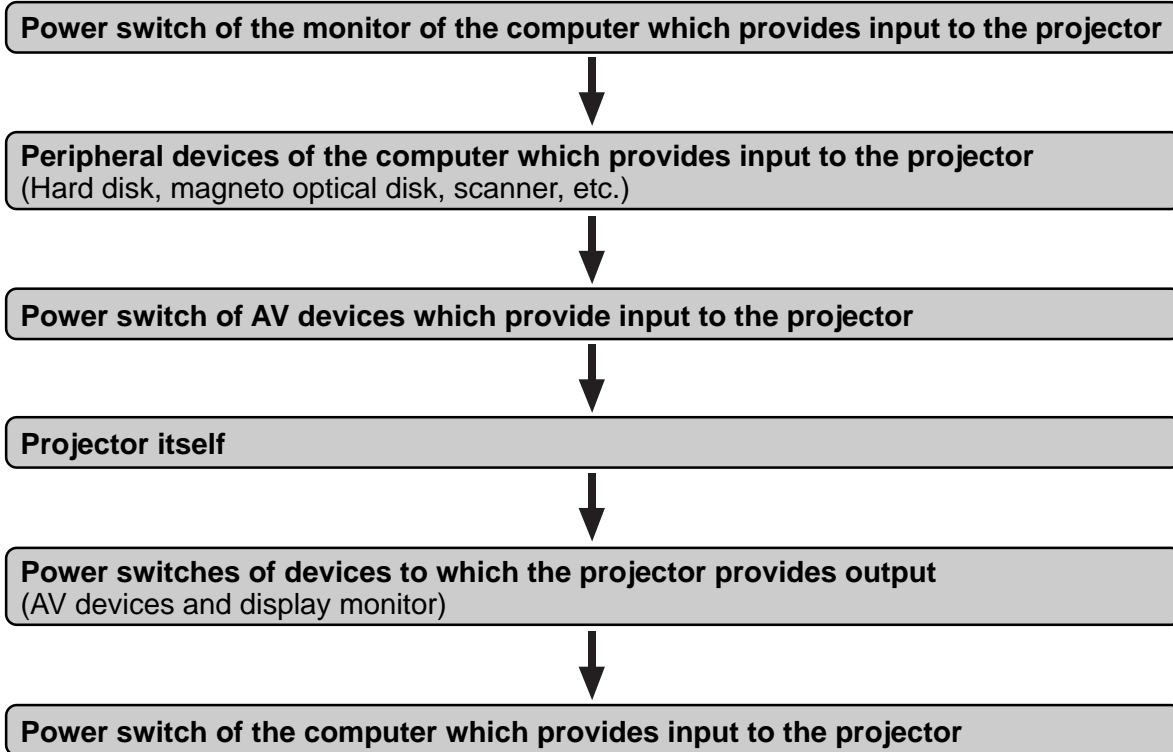 Power switch of the monitor of the computer which provides input to the projector
Peripheral devices of the computer which provides input to the projector
(Hard disk, magneto optical disk, scanner, etc.)
Power switch of AV devices which provide input to the projector
Projector itself
Power switches of devices to which the projector provides output
(AV devices and display monitor)
Power switch of the computer which provides input to the projector